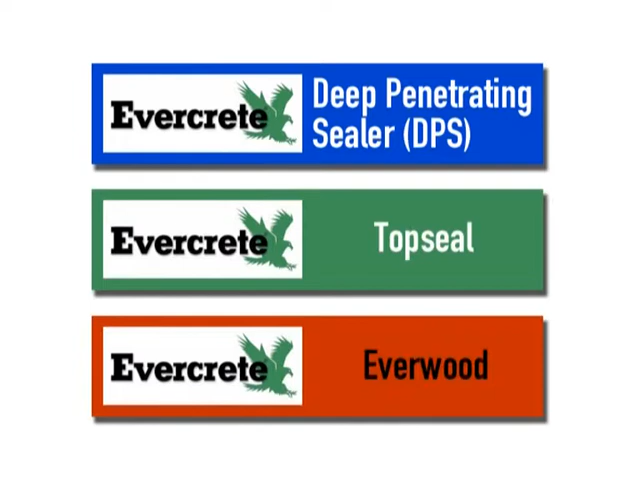 Evercrete
Deep Penetrating
Sealer (DPS)
Evercrete
Topseal
Evercrete
Everwood